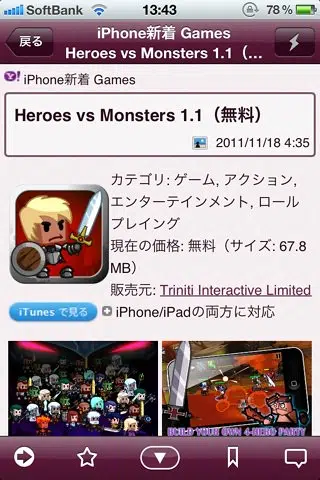 SoftBank 13:43 78%
戻る
iPhone新着 Games
Heroes vs Monsters 1.1（...
Y! iPhone新着 Games
Heroes vs Monsters 1.1（無料）
2011/11/18 4:35
カテゴリ: ゲーム, アクション,
エンターテインメント, ロール
プレイング
現在の価格: 無料（サイズ: 67.8
MB）
販売元: Triniti Interactive Limited
iTunes で見る
iPhone/iPadの両方に対応
BUILD YOUR OWN 4-HERO PARTY